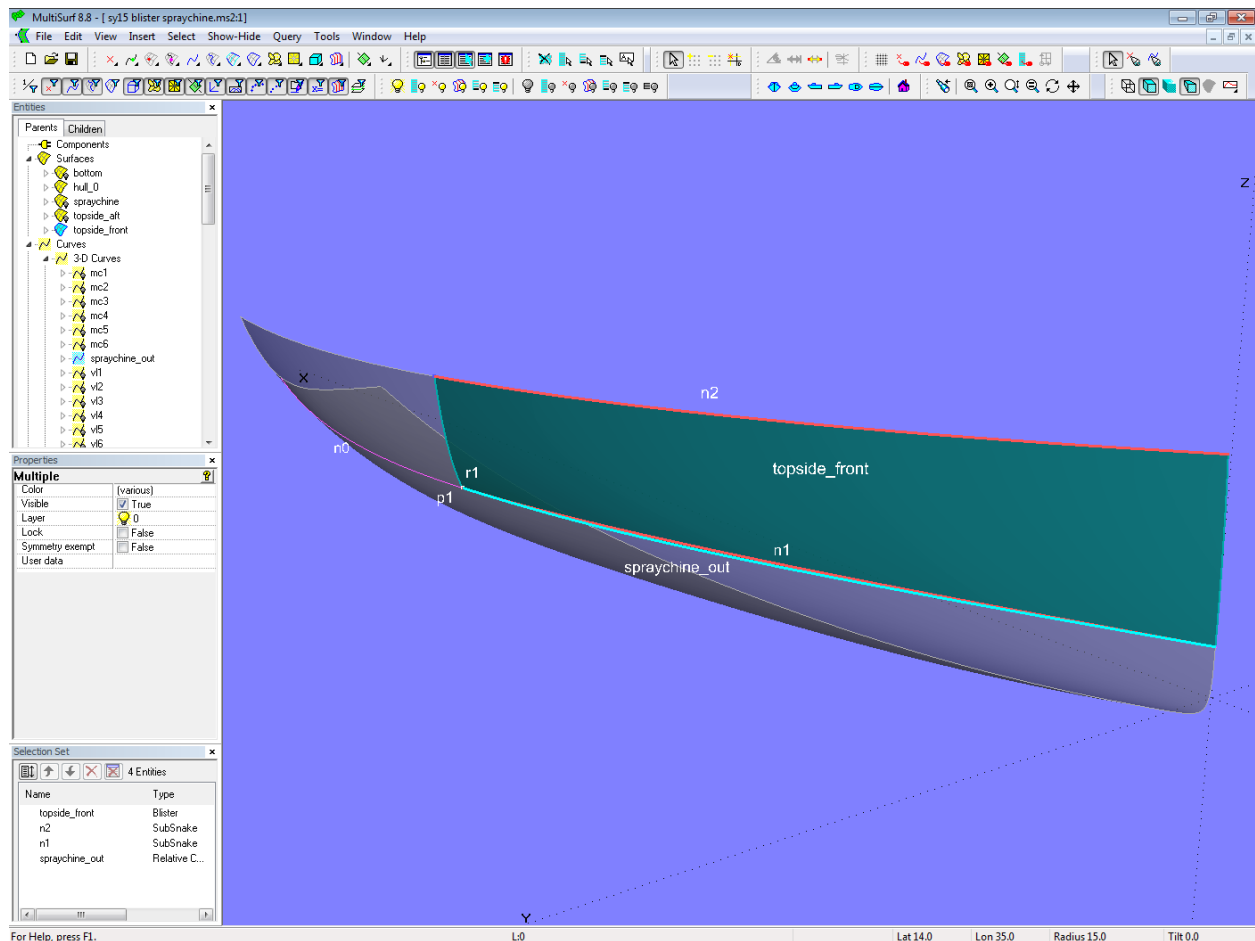 MultiSurf 8.8 - [ sy15 blister spraychine.ms2:1]
File Edit View Insert Select Show-Hide Query Tools Window Help
Entities
Parents Children
Components
Surfaces
bottom
hull_0
spraychine
topside_aft
topside_front
Curves
3-D Curves
mc1
mc2
mc3
mc4
mc5
mc6
spraychine_out
vl1
vl2
vl3
vl4
vl5
vl6
Properties
Multiple
Color (various)
Visible True
Layer 0
Lock False
Symmetry exempt False
User data
Selection Set
4 Entities
Name Type
topside_front Blister
n2 SubSnake
n1 SubSnake
spraychine_out Relative C...
Z
X
n2
n0
r1
topside_front
p1
n1
spraychine_out
Y
For Help, press F1. L:0 Lat 14.0 Lon 35.0 Radius 15.0 Tilt 0.0